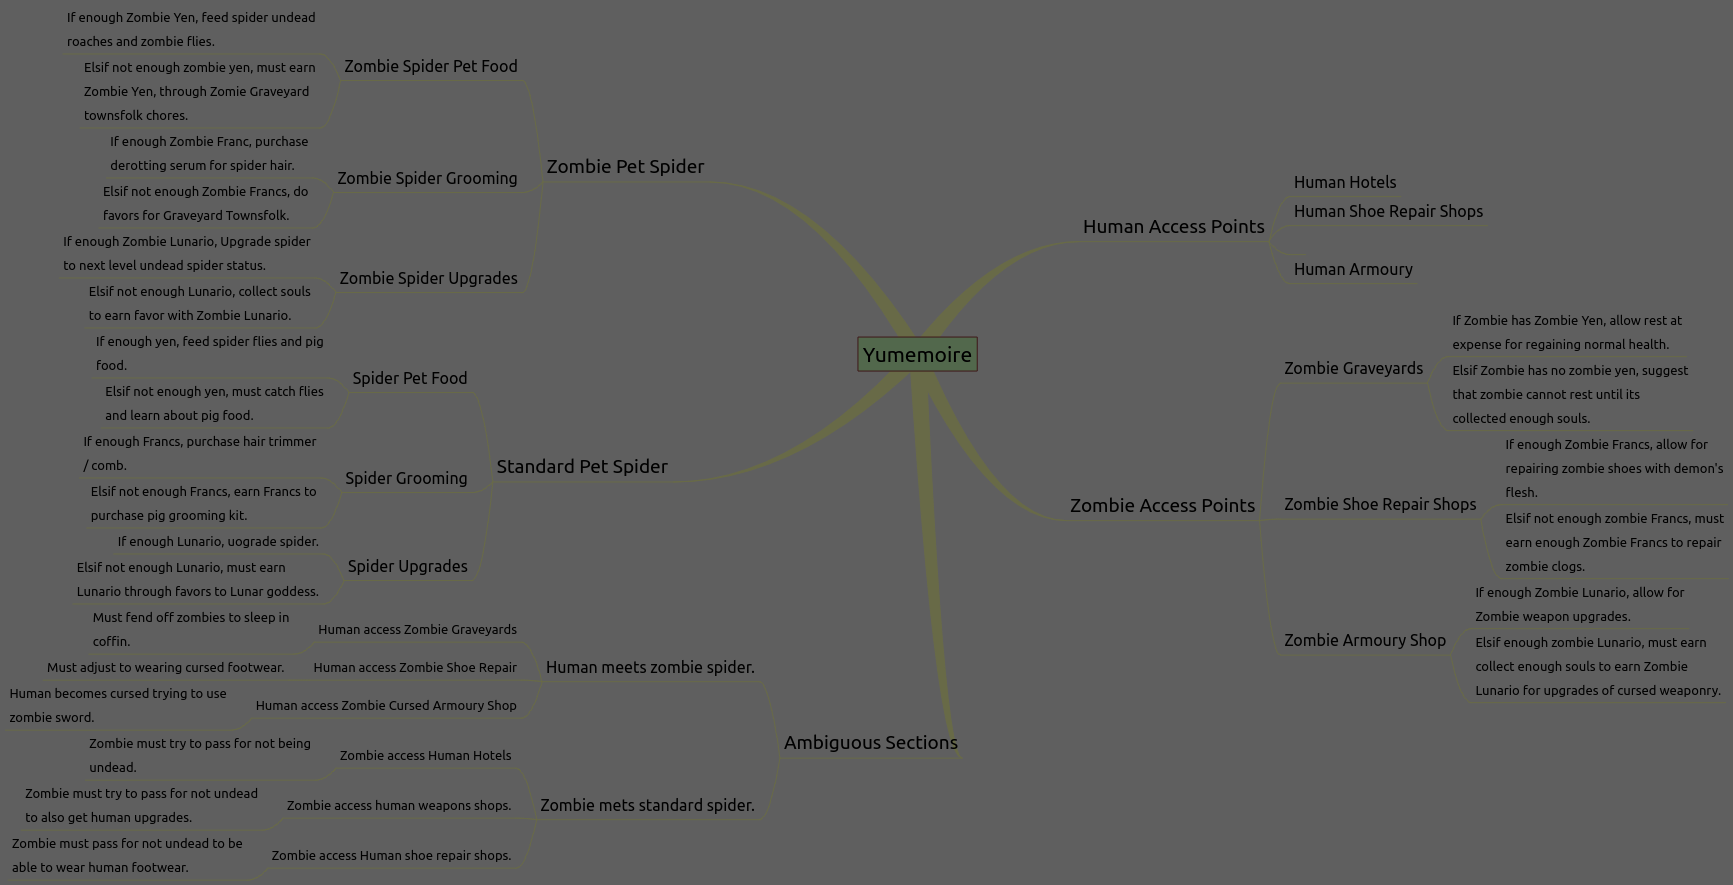 Yumemoire
Zombie Pet Spider
Zombie Spider Pet Food
If enough Zombie Yen, feed spider undead
roaches and zombie flies.
Elsif not enough zombie yen, must earn
Zombie Yen, through Zomie Graveyard
townsfolk chores.
Zombie Spider Grooming
If enough Zombie Franc, purchase
derotting serum for spider hair.
Elsif not enough Zombie Francs, do
favors for Graveyard Townsfolk.
Zombie Spider Upgrades
If enough Zombie Lunario, Upgrade spider
to next level undead spider status.
Elsif not enough Lunario, collect souls
to earn favor with Zombie Lunario.
Standard Pet Spider
Spider Pet Food
If enough yen, feed spider flies and pig
food.
Elsif not enough yen, must catch flies
and learn about pig food.
Spider Grooming
If enough Francs, purchase hair trimmer
/ comb.
Elsif not enough Francs, earn Francs to
purchase pig grooming kit.
Spider Upgrades
If enough Lunario, uograde spider.
Elsif not enough Lunario, must earn
Lunario through favors to Lunar goddess.
Ambiguous Sections
Human meets zombie spider.
Human access Zombie Graveyards
Must fend off zombies to sleep in
coffin.
Human access Zombie Shoe Repair
Must adjust to wearing cursed footwear.
Human access Zombie Cursed Armoury Shop
Human becomes cursed trying to use
zombie sword.
Zombie mets standard spider.
Zombie access Human Hotels
Zombie must try to pass for not being
undead.
Zombie access human weapons shops.
Zombie must try to pass for not undead
to also get human upgrades.
Zombie access Human shoe repair shops.
Zombie must pass for not undead to be
able to wear human footwear.
Human Access Points
Human Hotels
Human Shoe Repair Shops
Human Armoury
Zombie Access Points
Zombie Graveyards
If Zombie has Zombie Yen, allow rest at
expense for regaining normal health.
Elsif Zombie has no zombie yen, suggest
that zombie cannot rest until its
collected enough souls.
Zombie Shoe Repair Shops
If enough Zombie Francs, allow for
repairing zombie shoes with demon's
flesh.
Elsif not enough zombie Francs, must
earn enough Zombie Francs to repair
zombie clogs.
Zombie Armoury Shop
If enough Zombie Lunario, allow for
Zombie weapon upgrades.
Elsif enough zombie Lunario, must earn
collect enough souls to earn Zombie
Lunario for upgrades of cursed weaponry.